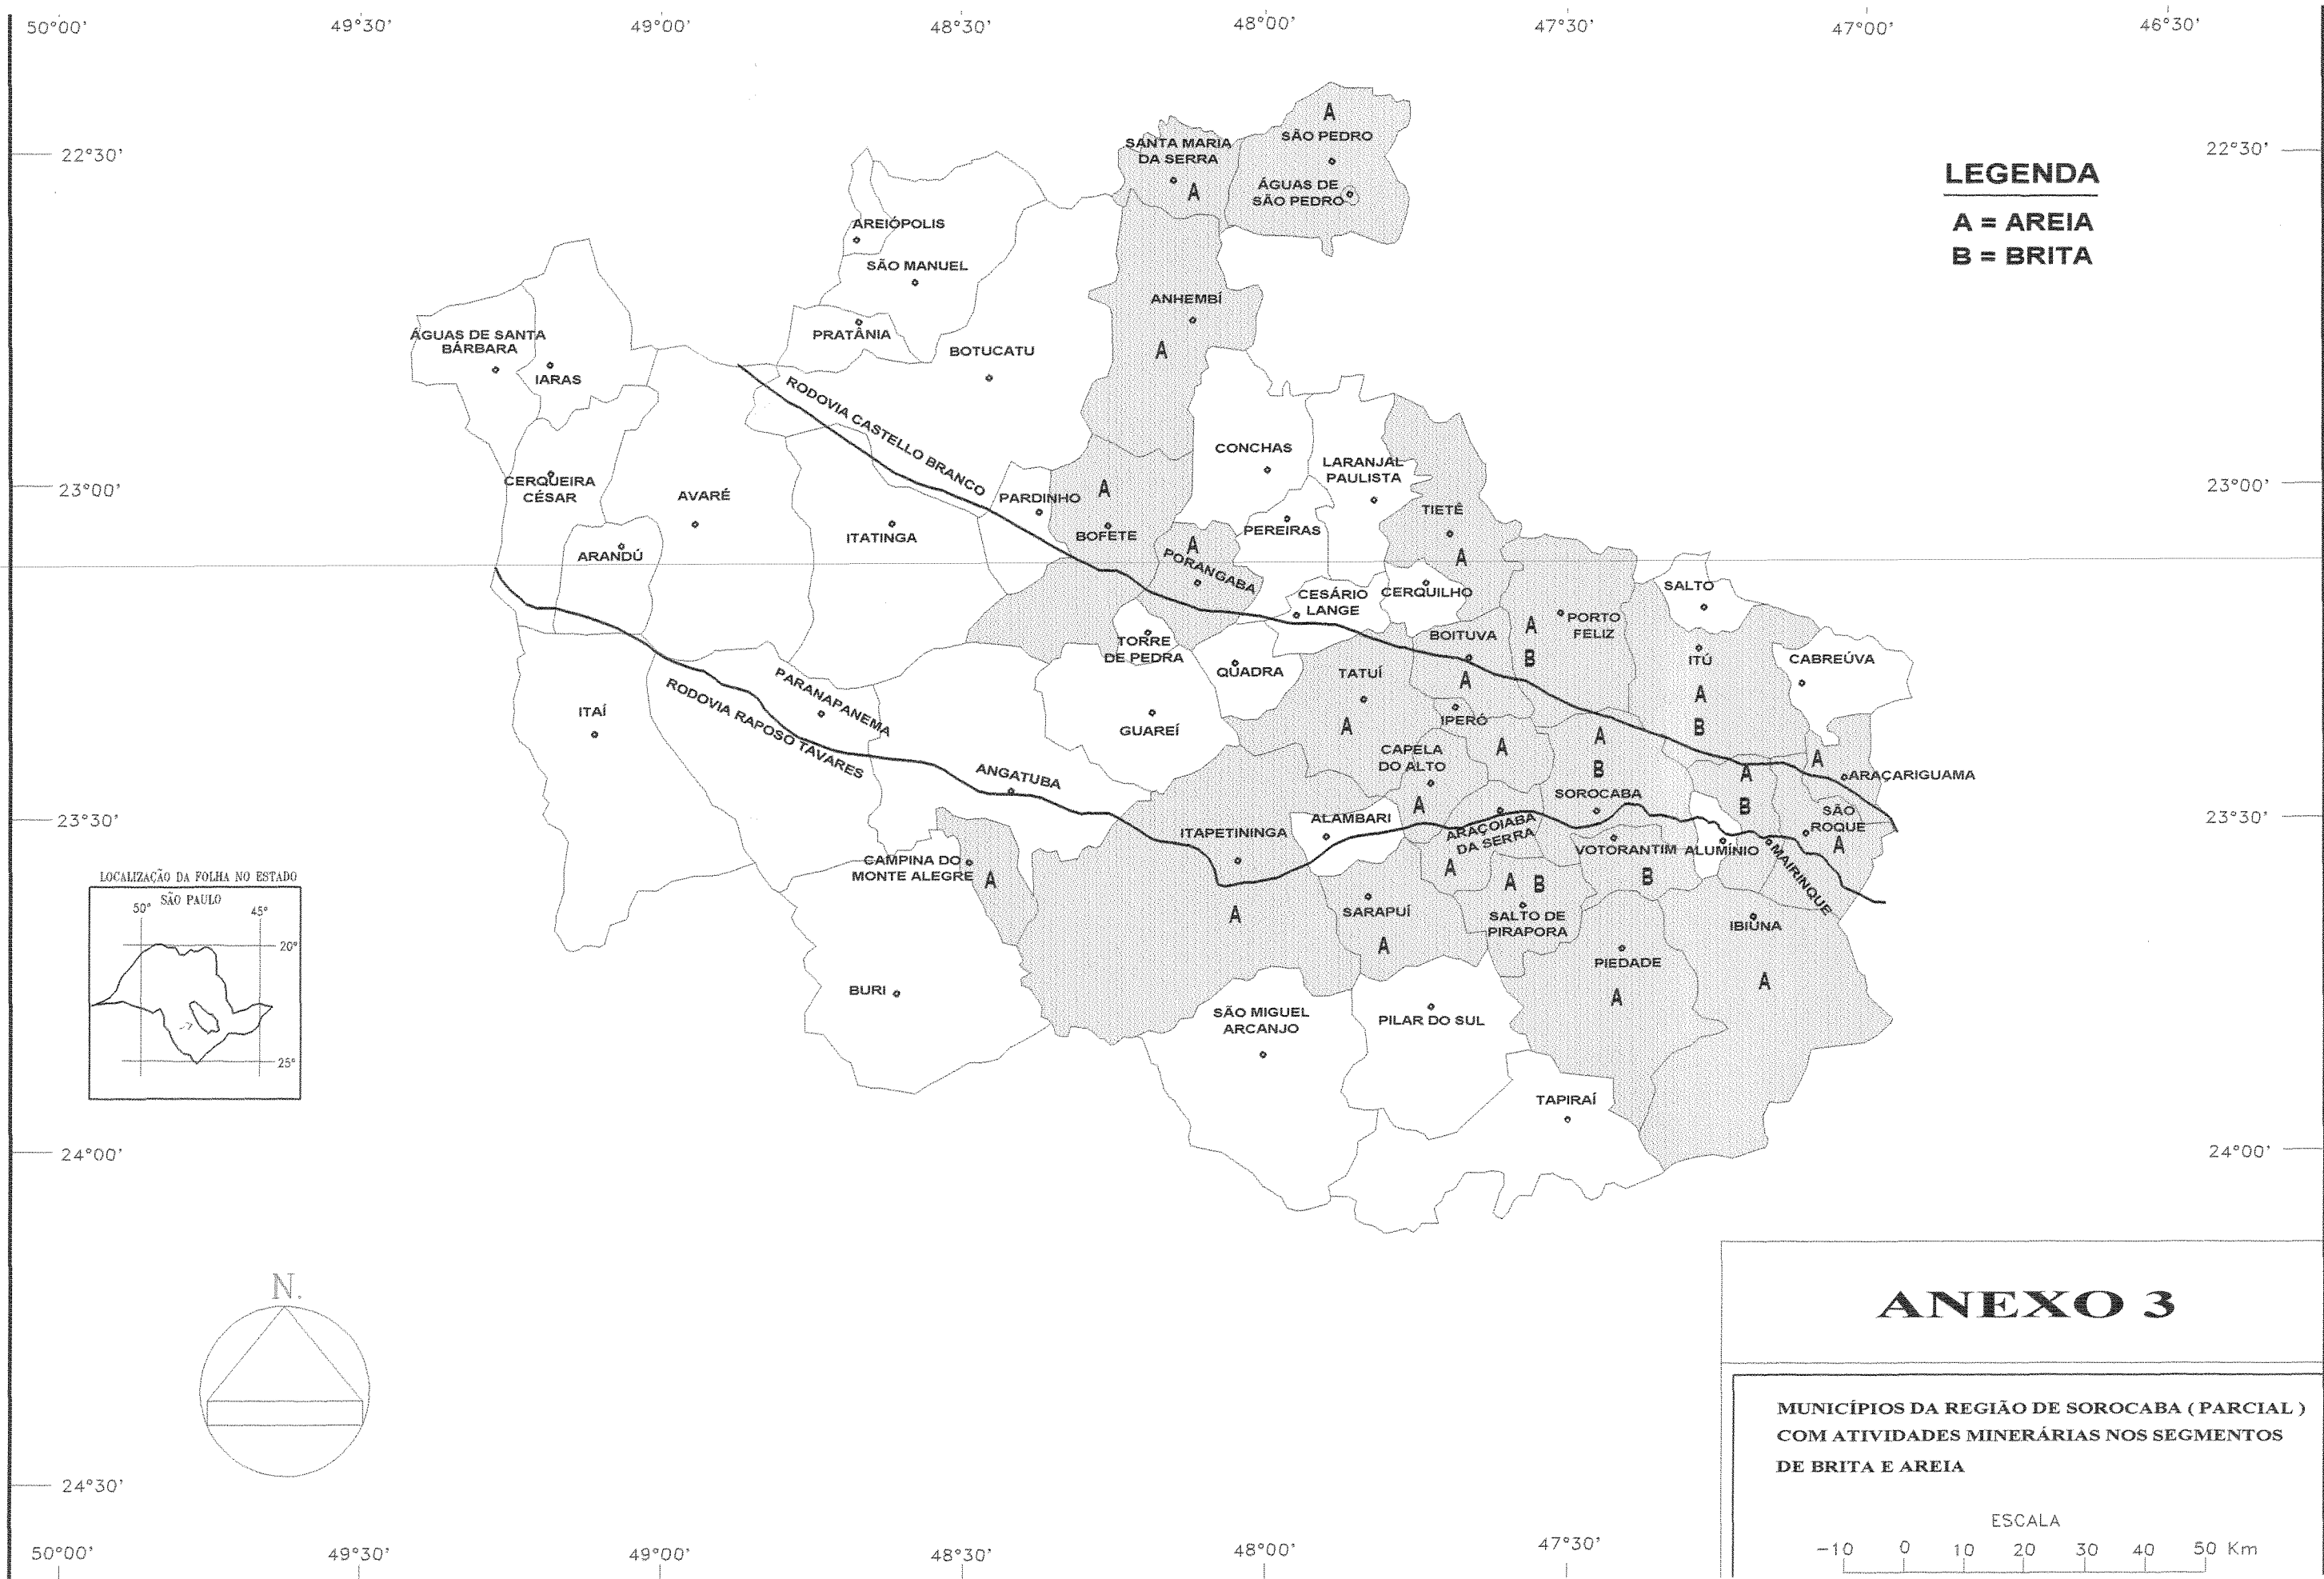 50°00' 49°30' 49°00' 48°30' 48°00' 47°30' 47°00' 46°30'
22°30'
22°30'
LEGENDA
A = AREIA
B = BRITA
A
SÃO PEDRO
SANTA MARIA
DA SERRA
A
ÁGUAS DE
SÃO PEDRO
AREIÓPOLIS
SÃO MANUEL
PRATÂNIA
ANHEMBÍ
A
ÁGUAS DE SANTA
BÁRBARA
IARAS
BOTUCATU
RODOVIA CASTELLO BRANCO
CONCHAS
LARANJAL
PAULISTA
CERQUEIRA
CÉSAR
AVARÉ
23°00'
23°00'
PARDINHO
A
BOFETE
TIETÊ
A
PEREIRAS
ITATINGA
ARANDÚ
A
PORANGABA
CESÁRIO
LANGE
CERQUILHO
SALTO
PORTO
FELIZ
A
B
BOITUVA
A
TORRE
DE PEDRA
QUADRA
TATUÍ
A
ITÚ
A
B
CABREÚVA
PARANAPANEMA
RODOVIA RAPOSO TAVARES
ITAÍ
GUAREÍ
IPERÓ
A
CAPELA
DO ALTO
A
A
B
SOROCABA
A
ARAÇARIGUAMA
A
B
ANGATUBA
23°30'
23°30'
ITAPETININGA
A
ALAMBARI
ARAÇOIABA
DA SERRA
A
VOTORANTIM
B
ALUMÍNIO
MAIRINQUE
SÃO
ROQUE
A
CAMPINA DO
MONTE ALEGRE
A
SARAPUÍ
A
A B
SALTO DE
PIRAPORA
IBIÚNA
A
PIEDADE
A
BURI
SÃO MIGUEL
ARCANJO
PILAR DO SUL
TAPIRAÍ
LOCALIZAÇÃO DA FOLHA NO ESTADO
SÃO PAULO
50° 45°
20°
25°
24°00'
24°00'
N.
24°30'
ANEXO 3
MUNICÍPIOS DA REGIÃO DE SOROCABA ( PARCIAL )
COM ATIVIDADES MINERÁRIAS NOS SEGMENTOS
DE BRITA E AREIA
ESCALA
-10 0 10 20 30 40 50 Km
50°00' 49°30' 49°00' 48°30' 48°00' 47°30'